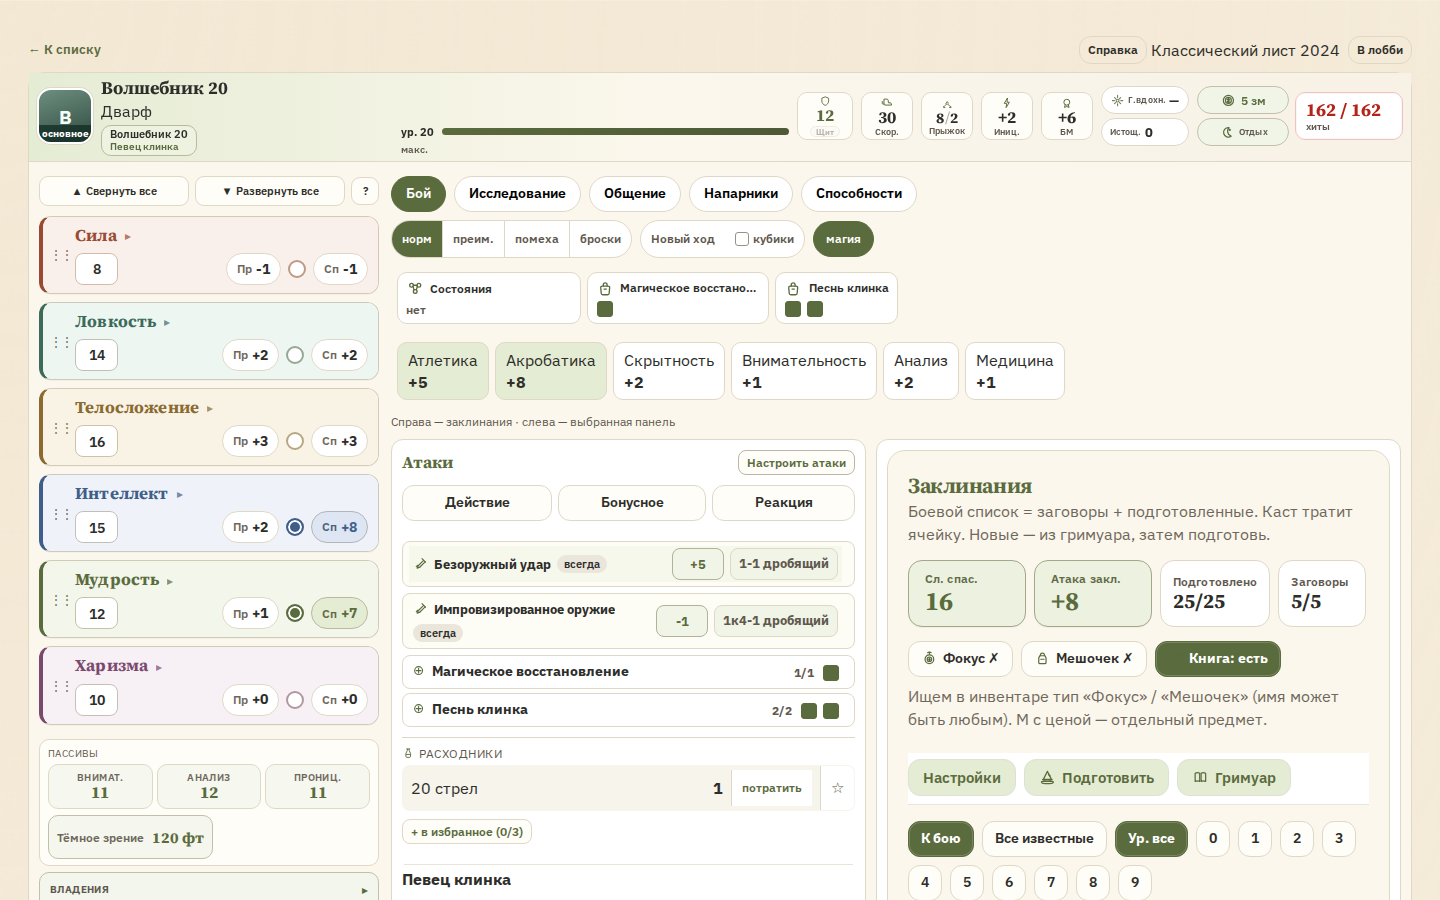 ← К списку
Справка Классический лист 2024 В лобби
В
основное
Волшебник 20
Дварф
Волшебник 20
Певец клинка
ур. 20
макс.
12
Щит
30
Скор.
8/2
Прыжок
+2
Иниц.
+6
БМ
Г.вдохн. —
Истощ. 0
5 зм
Отдых
162 / 162
хиты
▲ Свернуть все
▼ Развернуть все
?
Сила ▸
8
Пр -1
Сп -1
Ловкость ▸
14
Пр +2
Сп +2
Телосложение ▸
16
Пр +3
Сп +3
Интеллект ▸
15
Пр +2
Сп +8
Мудрость ▸
12
Пр +1
Сп +7
Харизма ▸
10
Пр +0
Сп +0
ПАССИВЫ
ВНИМАТ.
11
АНАЛИЗ
12
ПРОНИЦ.
11
Тёмное зрение 120 фт
ВЛАДЕНИЯ ▸
Бой
Исследование
Общение
Напарники
Способности
норм
преим.
помеха
броски
Новый ход
кубики
магия
Состояния
нет
Магическое восстано...
Песнь клинка
Атлетика
+5
Акробатика
+8
Скрытность
+2
Внимательность
+1
Анализ
+2
Медицина
+1
Справа — заклинания · слева — выбранная панель
Атаки
Настроить атаки
Действие
Бонусное
Реакция
Безоружный удар всегда
+5
1-1 дробящий
Импровизированное оружие
всегда
-1
1к4-1 дробящий
Магическое восстановление
1/1
Песнь клинка
2/2
РАСХОДНИКИ
20 стрел
1
потратить
☆
+ в избранное (0/3)
Певец клинка
Заклинания
Боевой список = заговоры + подготовленные. Каст тратит
ячейку. Новые — из гримуара, затем подготовь.
Сл. спас.
16
Атака закл.
+8
Подготовлено
25/25
Заговоры
5/5
Фокус ✗
Мешочек ✗
Книга: есть
Ищем в инвентаре тип «Фокус» / «Мешочек» (имя может
быть любым). М с ценой — отдельный предмет.
Настройки
Подготовить
Гримуар
К бою
Все известные
Ур. все
0
1
2
3
4
5
6
7
8
9